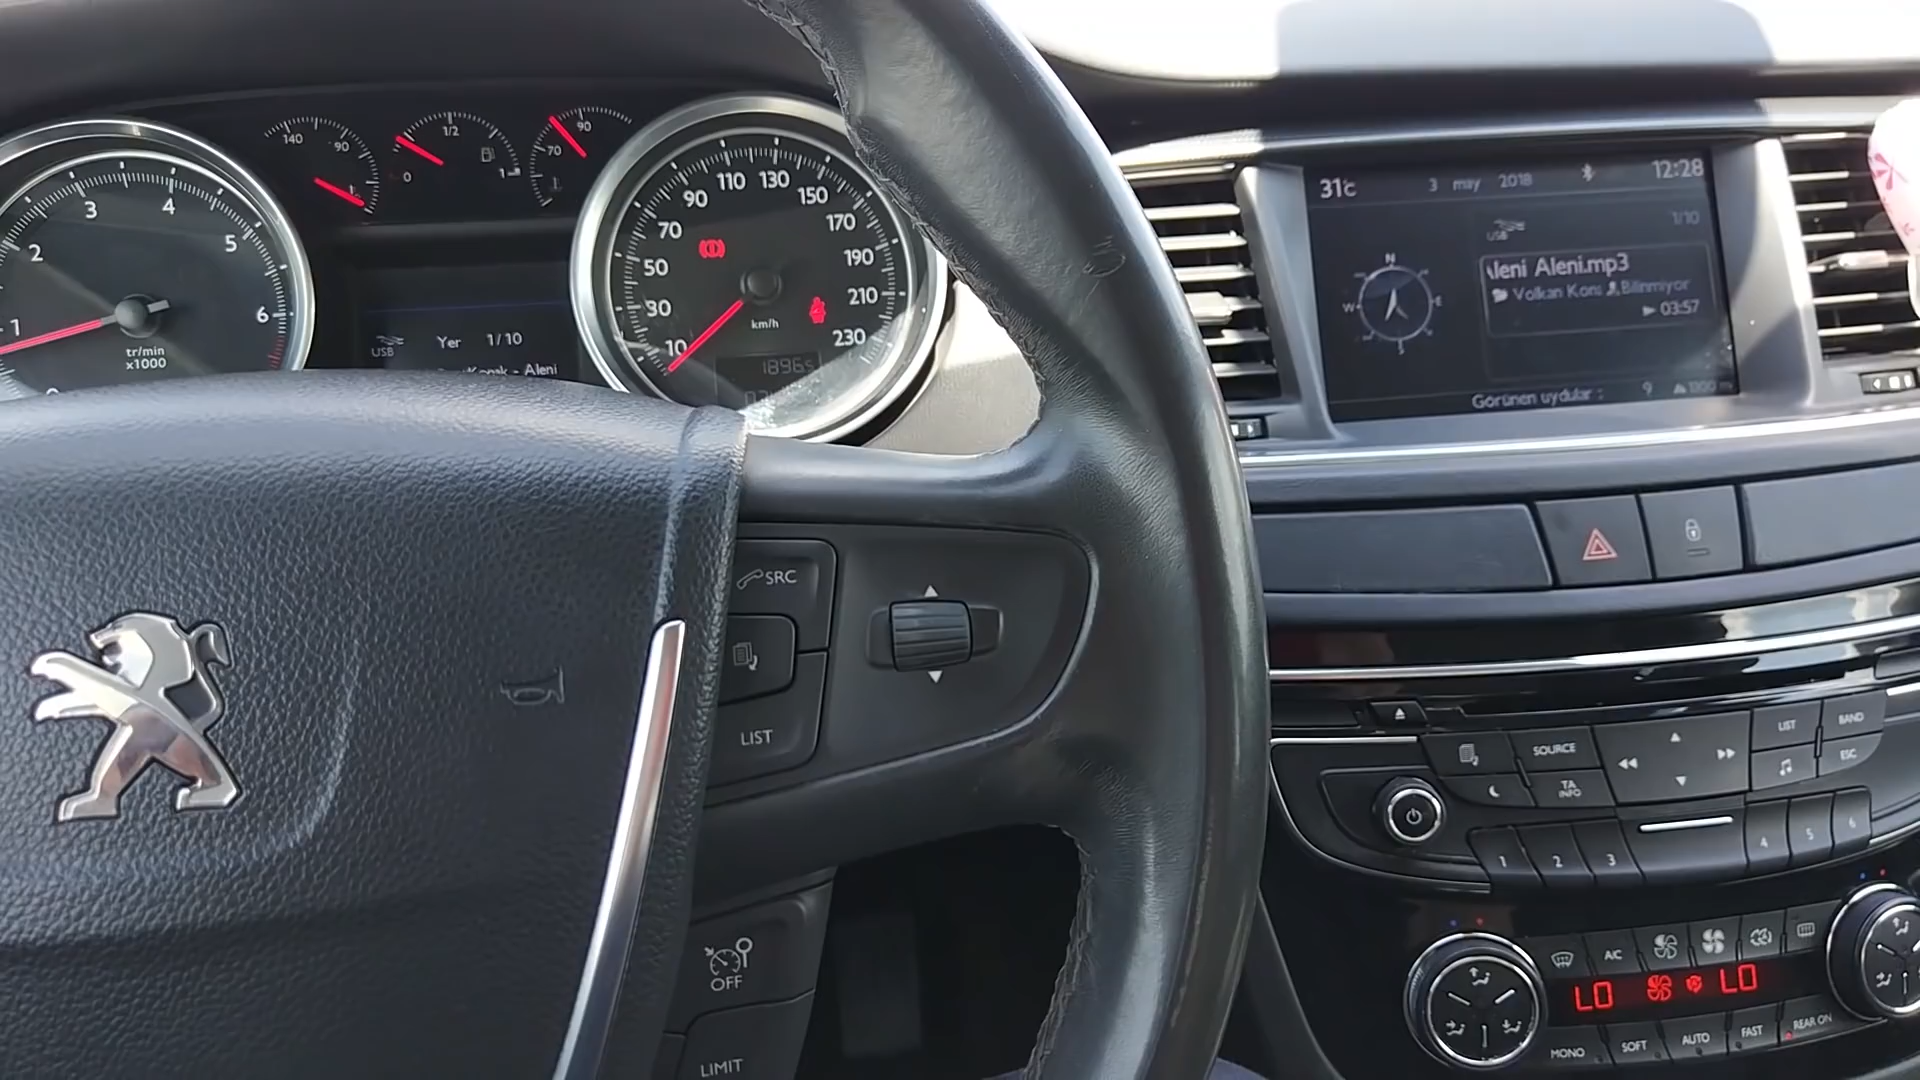 140
90
0
1/2
1
90
70
1
2
3
4
5
6
tr/min
x1000
USB Yer 1/10
Konak - Aleni
10
30
50
70
90
110
130
150
170
190
210
230
km/h
31°C 3 may 2018 12:28
USB 1/10
Aleni Aleni.mp3
Volkan Kona Bilinmiyor
03:57
N
E
S
W
Görünen uydular : 9
SRC
LIST
OFF
LIMIT
SOURCE
LIST
BAND
ESC
TA
INFO
1 2 3 4 5 6
A/C
LO LO
MONO SOFT AUTO FAST REAR ON